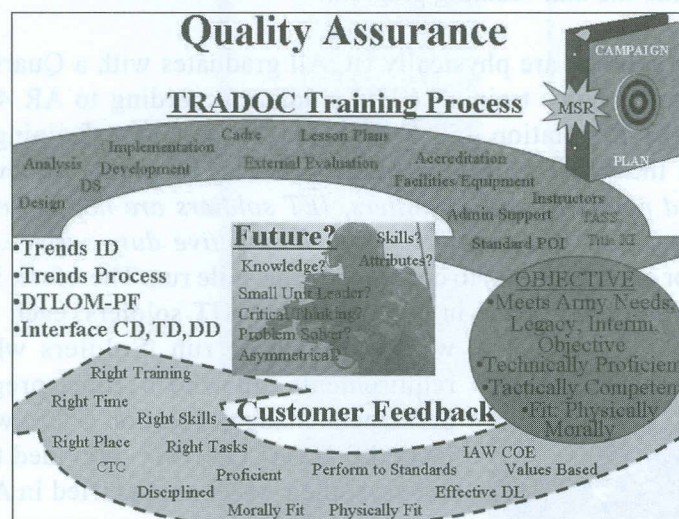 Quality Assurance
CAMPAIGN
MSR
PLAN
TRADOC Training Process
Cadre
Lesson Plans
Implementation
Analysis
Development
External Evaluation
Accreditation
DS
Facilities/Equipment
Design
Instructors
Admin Support
TASS
Standard POI
Title XI
•Trends ID
•Trends Process
•DTLOM-PF
•Interface CD,TD,DD
Future?
Skills?
Knowledge?
Attributes?
Small Unit Leader?
Critical Thinking?
Problem Solver?
Asymmetrical?
OBJECTIVE
•Meets Army Needs,
Legacy, Interim,
Objective
•Technically Proficient
•Tactically Competent
•Fit: Physically
Morally
Right Training
Right Time
Right Skills
Customer Feedback
Right Place
Right Tasks
CTC
IAW COE
Proficient
Perform to Standards
Values Based
Disciplined
Effective DL
Morally Fit
Physically Fit